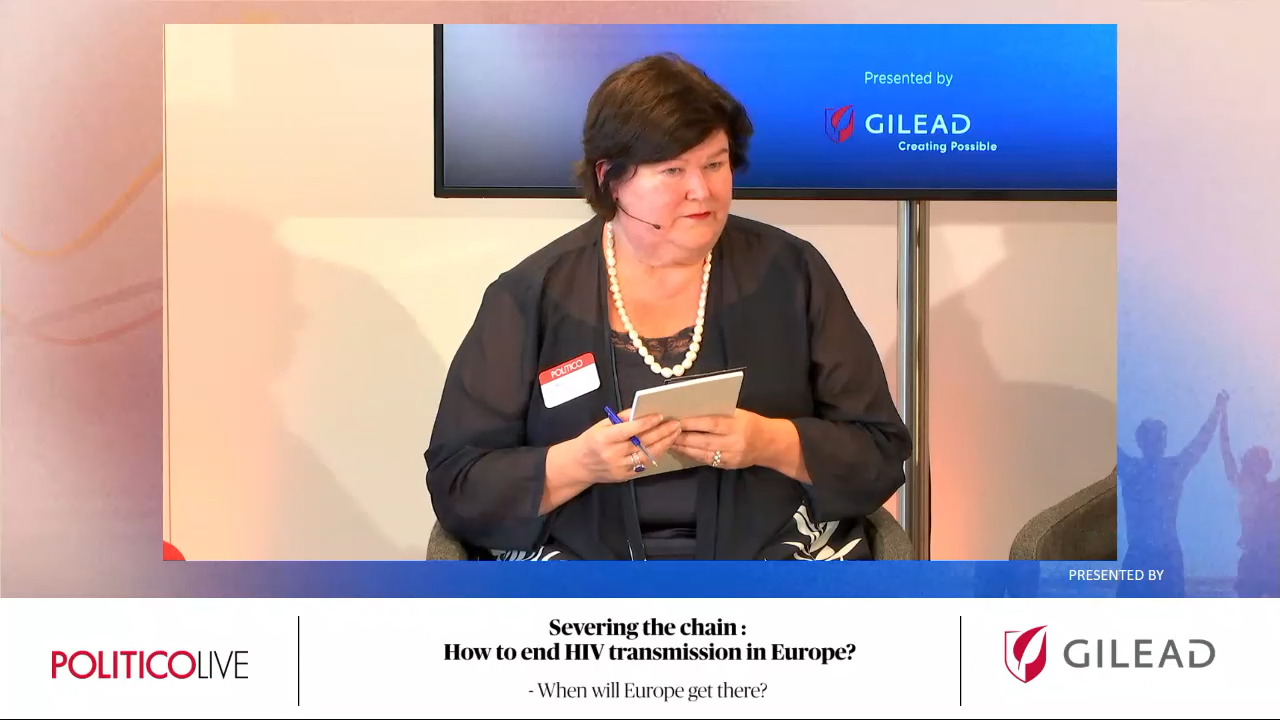 Presented by
GILEAD
Creating Possible
POLITICO
PRESENTED BY
POLITICOLIVE
Severing the chain :
How to end HIV transmission in Europe?
- When will Europe get there?
GILEAD